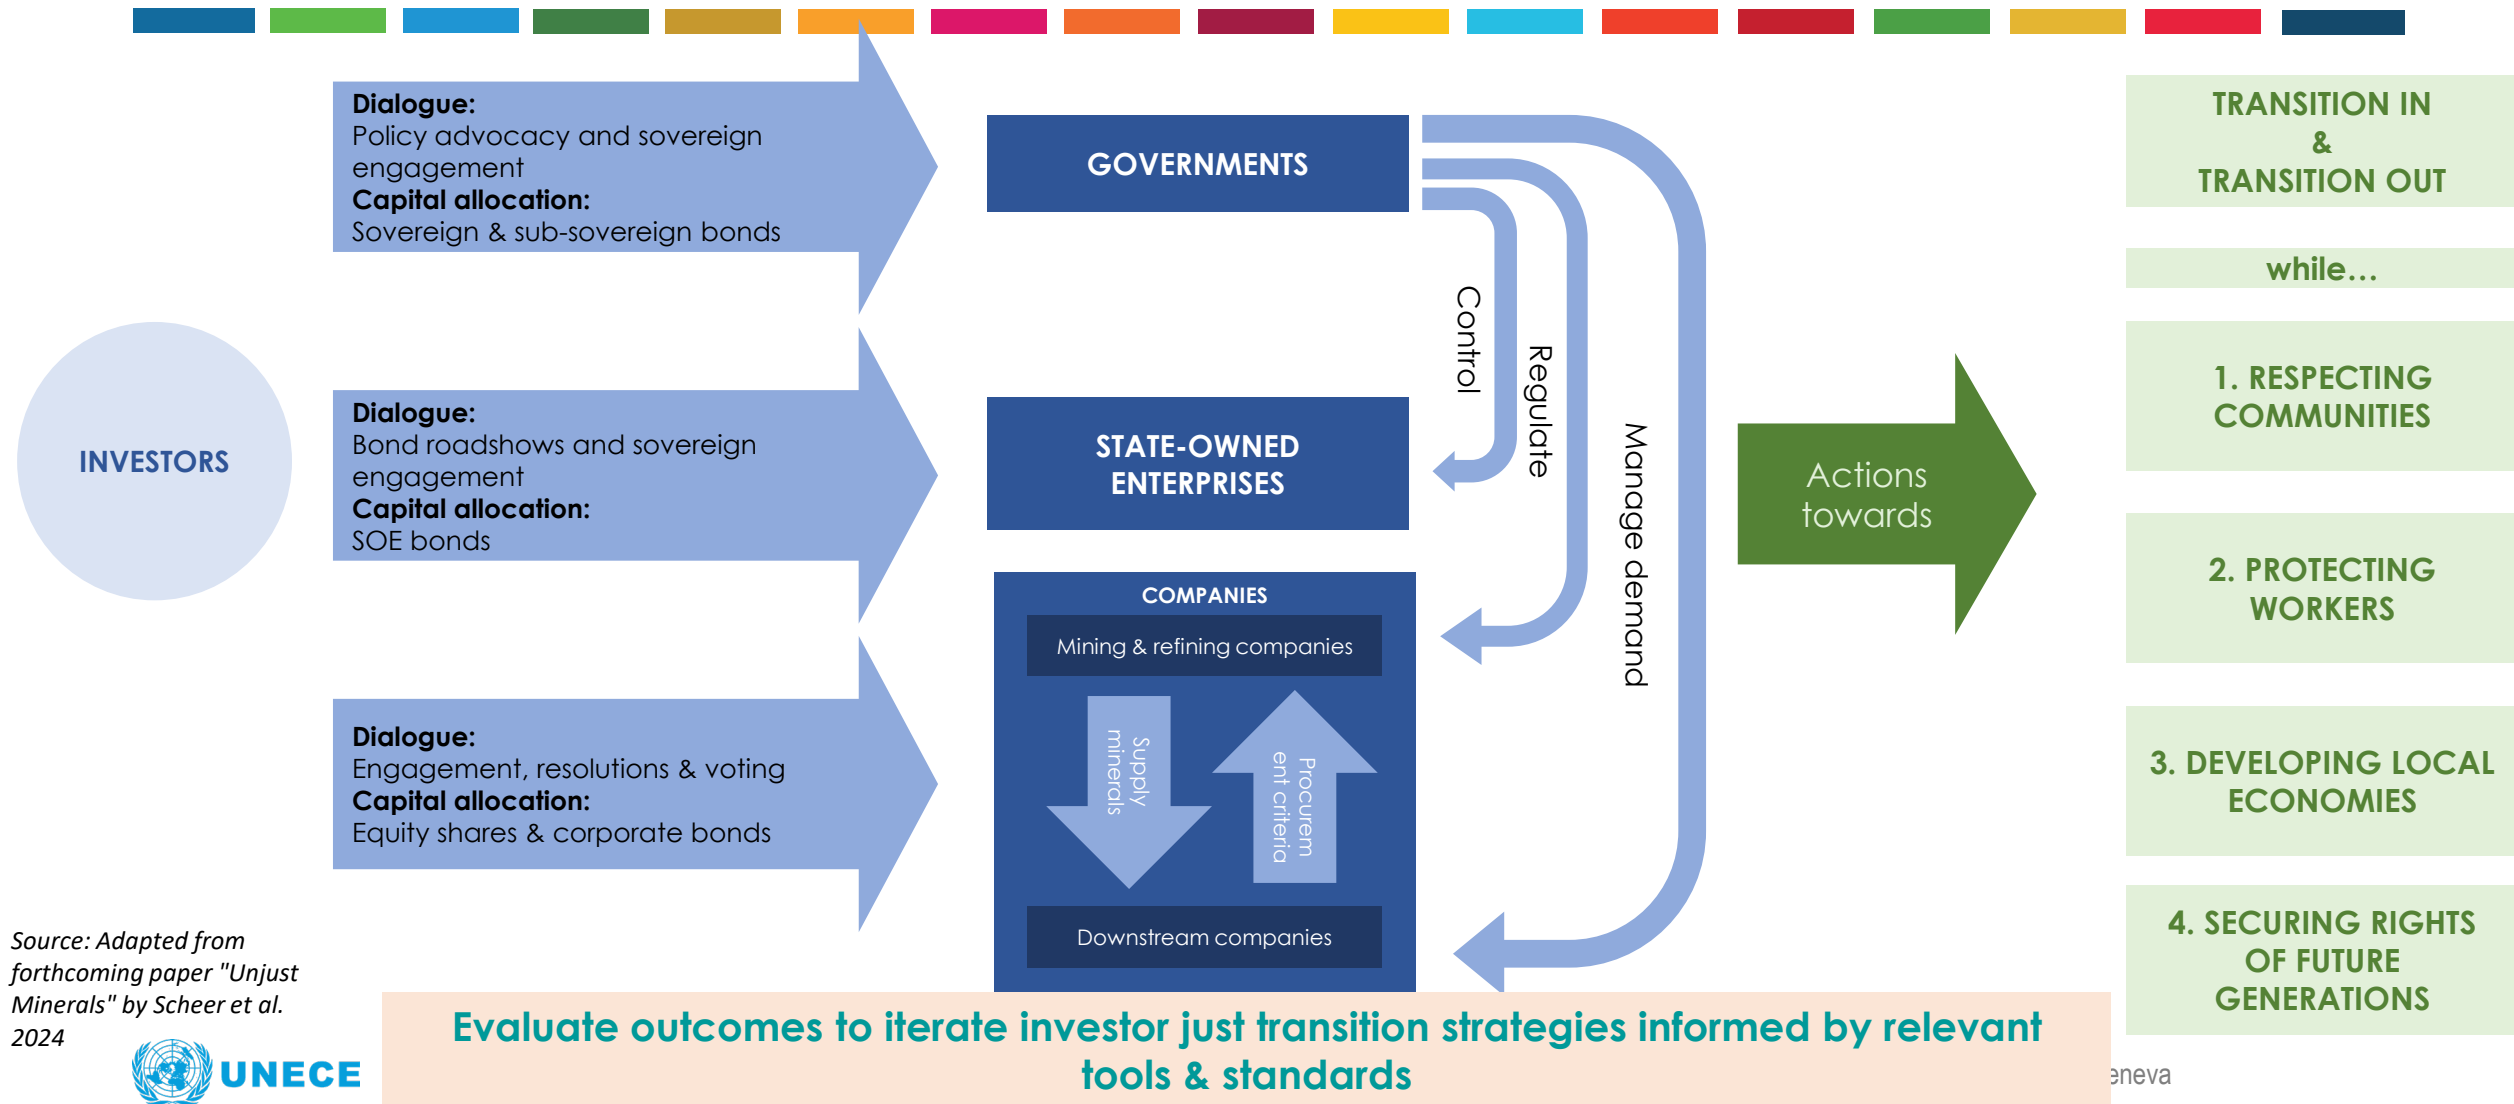 Dialogue:
Policy advocacy and sovereign
engagement
Capital allocation:
Sovereign & sub-sovereign bonds
GOVERNMENTS
TRANSITION IN
&
TRANSITION OUT
while...
INVESTORS
Dialogue:
Bond roadshows and sovereign
engagement
Capital allocation:
SOE bonds
STATE-OWNED
ENTERPRISES
Control
Regulate
Manage demand
Actions
towards
1. RESPECTING
COMMUNITIES
2. PROTECTING
WORKERS
Dialogue:
Engagement, resolutions & voting
Capital allocation:
Equity shares & corporate bonds
COMPANIES
Mining & refining companies
Supply
minerals
Procurem
ent criteria
Downstream companies
3. DEVELOPING LOCAL
ECONOMIES
4. SECURING RIGHTS
OF FUTURE
GENERATIONS
Source: Adapted from
forthcoming paper "Unjust
Minerals" by Scheer et al.
2024
UNECE
Evaluate outcomes to iterate investor just transition strategies informed by relevant
tools & standards